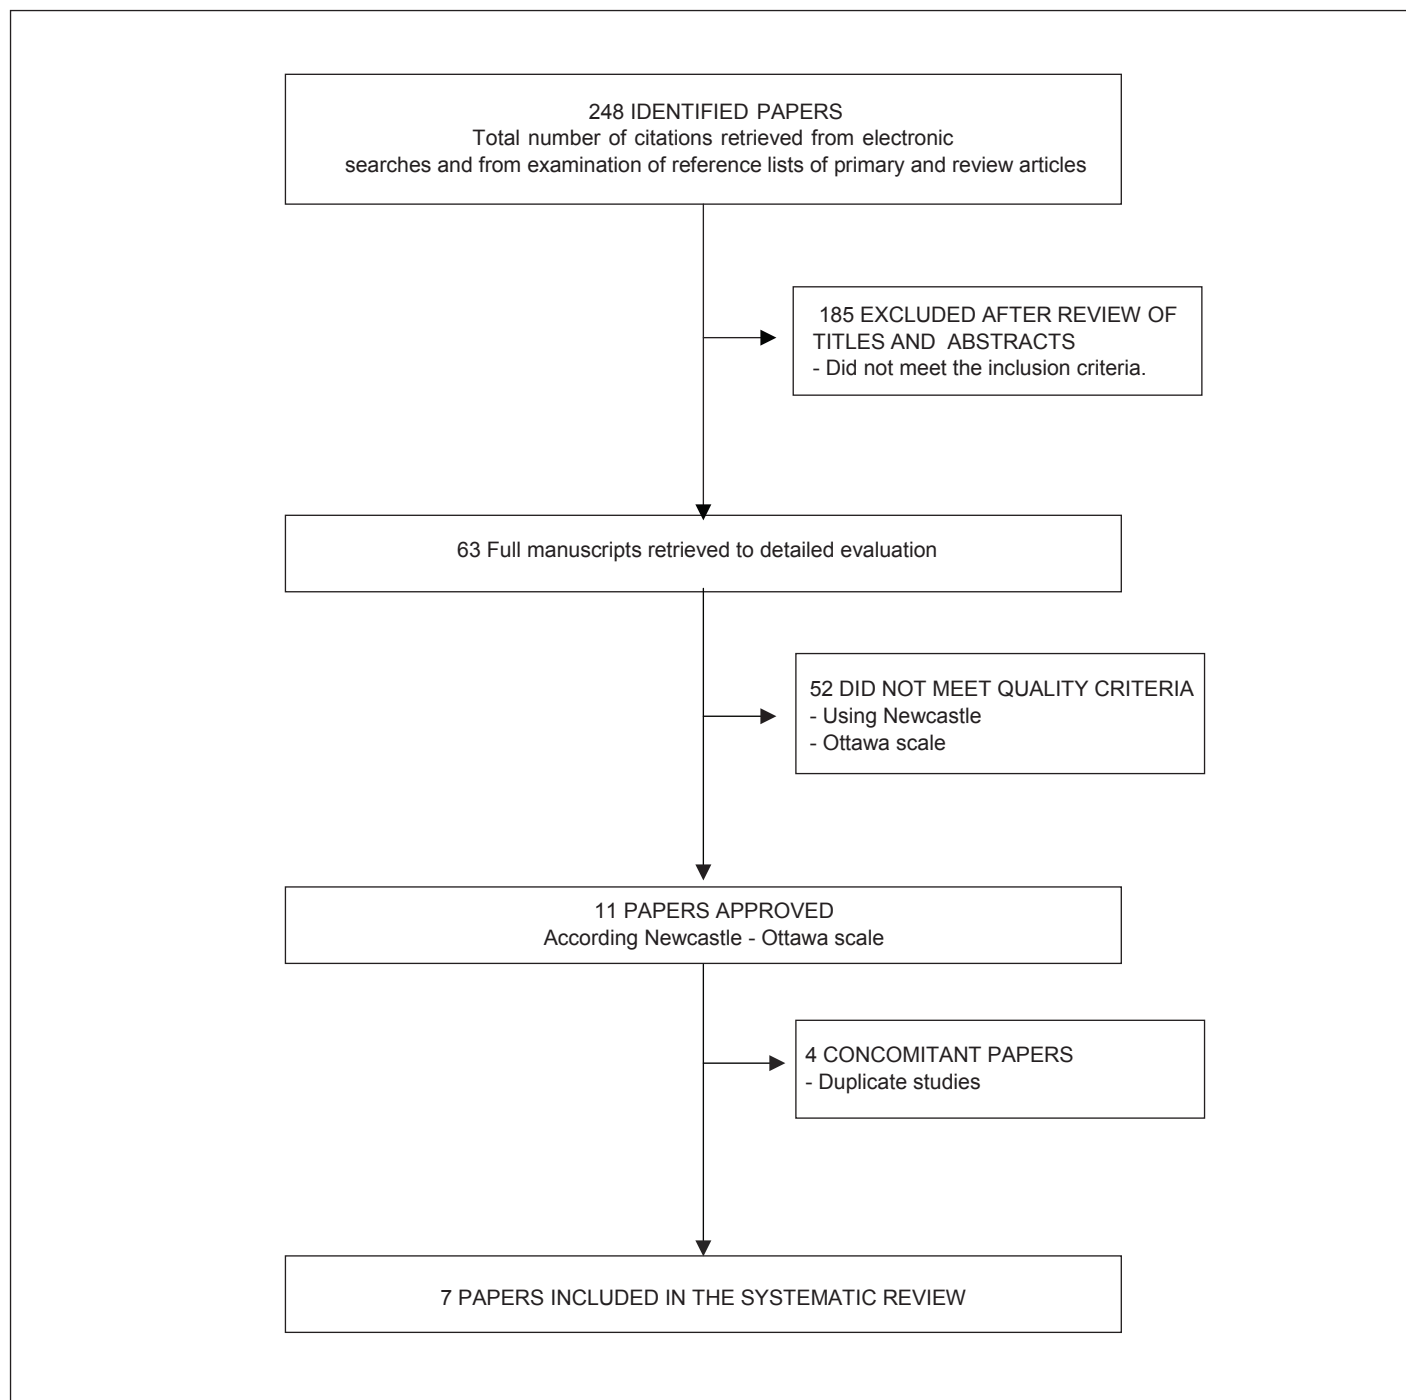 248 IDENTIFIED PAPERS
Total number of citations retrieved from electronic
searches and from examination of reference lists of primary and review articles
185 EXCLUDED AFTER REVIEW OF
TITLES AND ABSTRACTS
- Did not meet the inclusion criteria.
63 Full manuscripts retrieved to detailed evaluation
52 DID NOT MEET QUALITY CRITERIA
- Using Newcastle
- Ottawa scale
11 PAPERS APPROVED
According Newcastle - Ottawa scale
4 CONCOMITANT PAPERS
- Duplicate studies
7 PAPERS INCLUDED IN THE SYSTEMATIC REVIEW